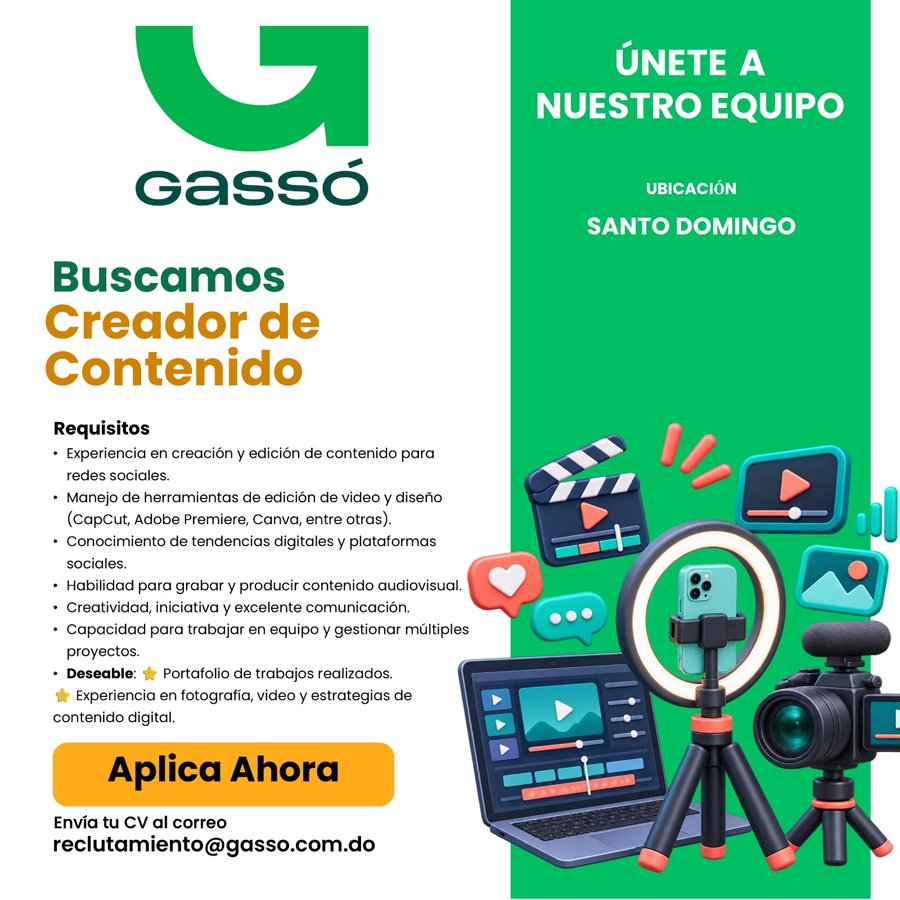 GASSÓ
ÚNETE A
NUESTRO EQUIPO
UBICACIÓN
SANTO DOMINGO
Buscamos
Creador de
Contenido
Requisitos
• Experiencia en creación y edición de contenido para
redes sociales.
• Manejo de herramientas de edición de video y diseño
(CapCut, Adobe Premiere, Canva, entre otras).
• Conocimiento de tendencias digitales y plataformas
sociales.
• Habilidad para grabar y producir contenido audiovisual.
• Creatividad, iniciativa y excelente comunicación.
• Capacidad para trabajar en equipo y gestionar múltiples
proyectos.
• Deseable: ⭐ Portafolio de trabajos realizados.
⭐ Experiencia en fotografía, video y estrategias de
contenido digital.
Aplica Ahora
Envía tu CV al correo
reclutamiento@gasso.com.do